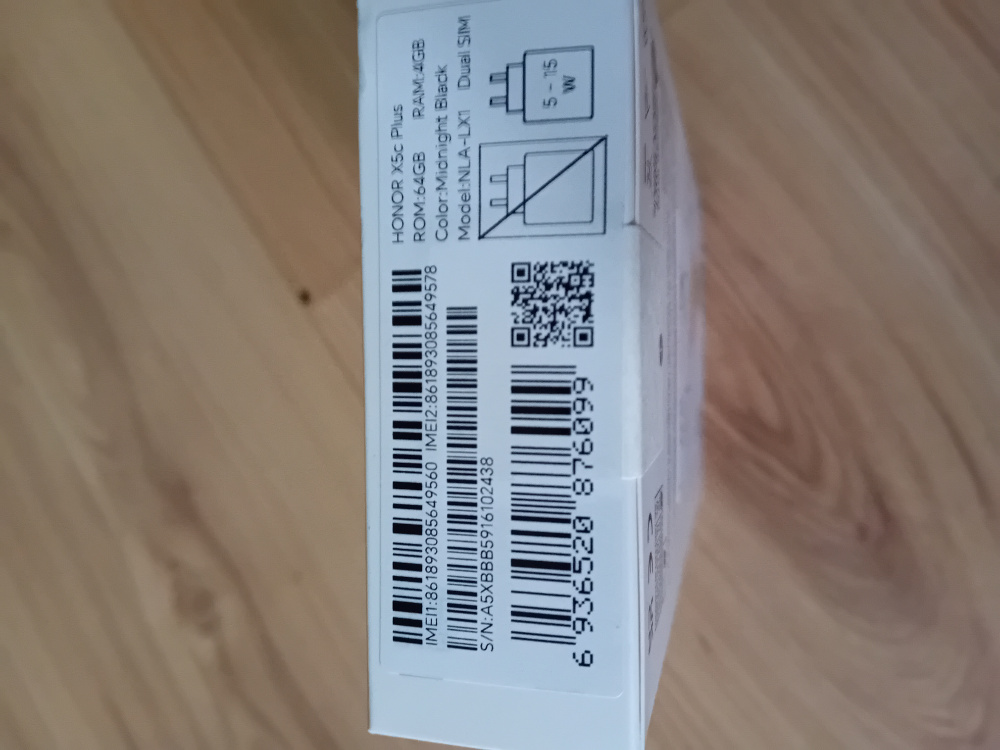 HONOR X5c Plus
ROM:64GB RAM:4GB
Color:Midnight Black
Model:NLA-LX1 Dual SIM
5 - 15
W
IMEI1:861893085649560 IMEI2:861893085649578
S/N:A5XBBB5916102438
6 936520 876099